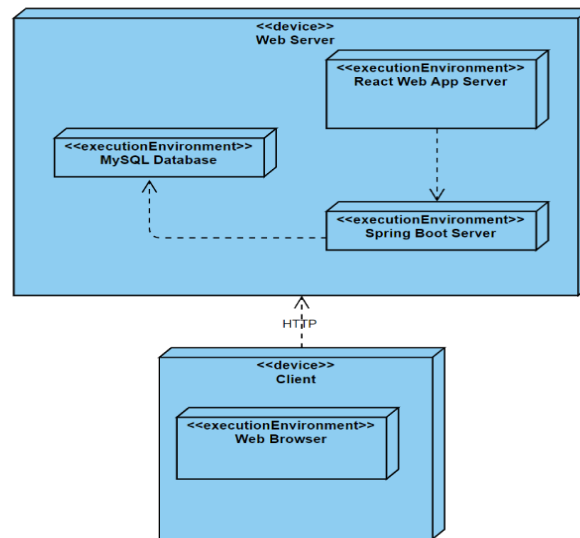 <<device>>
Web Server
<<executionEnvironment>>
React Web App Server
<<executionEnvironment>>
MySQL Database
<<executionEnvironment>>
Spring Boot Server
HTTP
<<device>>
Client
<<executionEnvironment>>
Web Browser